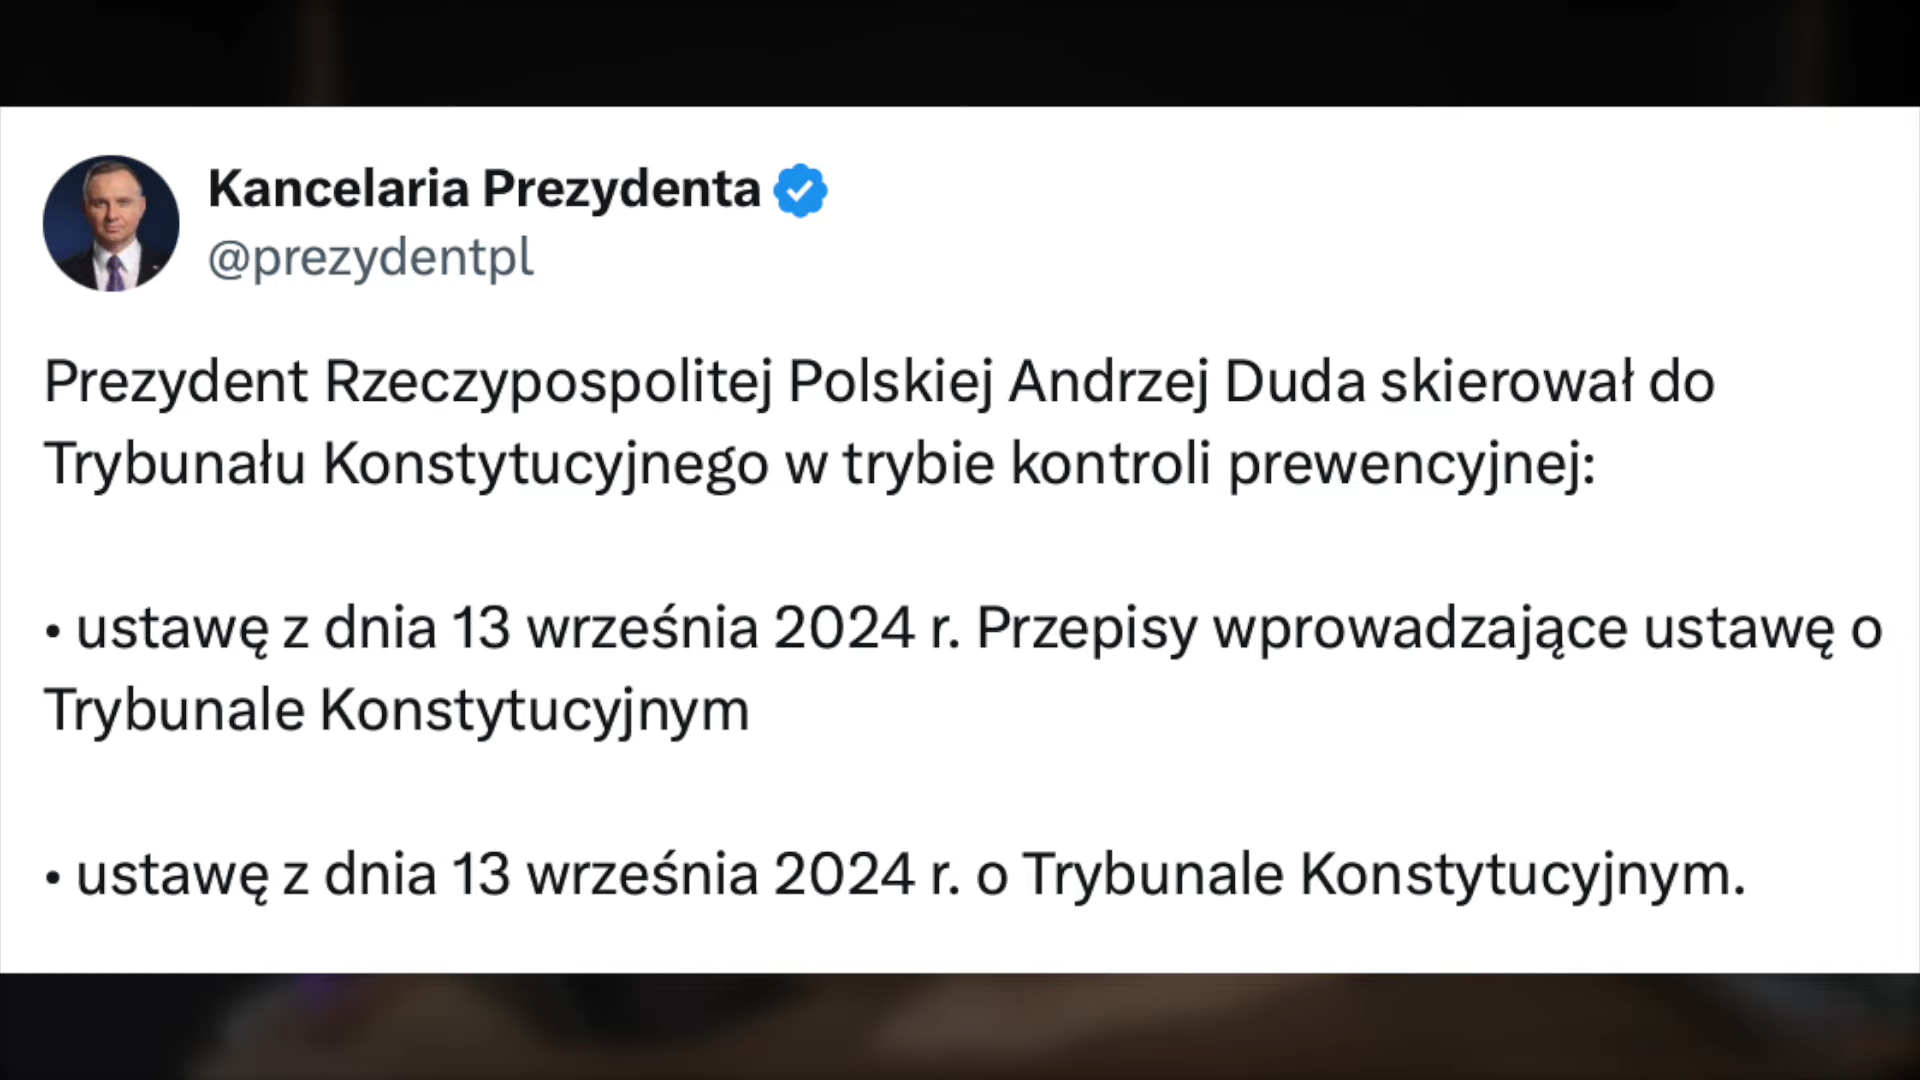 Kancelaria Prezydenta
@prezydentpl
Prezydent Rzeczypospolitej Polskiej Andrzej Duda skierował do
Trybunału Konstytucyjnego w trybie kontroli prewencyjnej:
• ustawę z dnia 13 września 2024 r. Przepisy wprowadzające ustawę o
Trybunale Konstytucyjnym
• ustawę z dnia 13 września 2024 r. o Trybunale Konstytucyjnym.